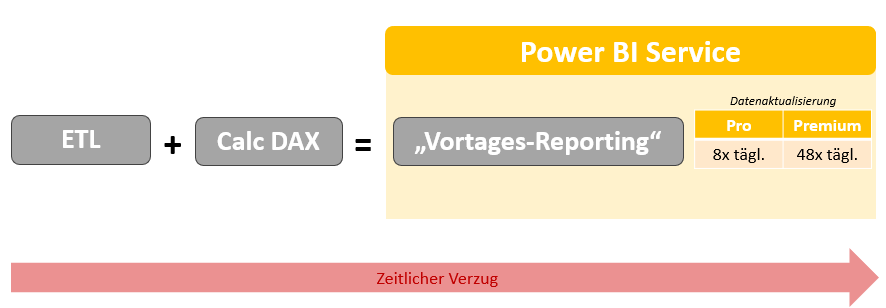 Power BI Service
ETL
+
Calc DAX
=
„Vortages-Reporting“
Datenaktualisierung
Pro Premium
8x tägl. 48x tägl.
Zeitlicher Verzug